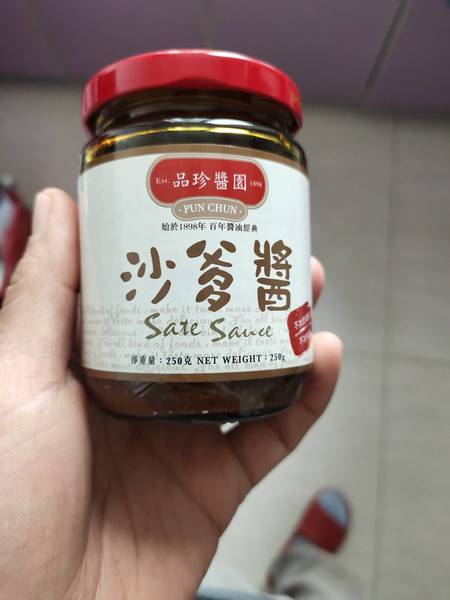 Est. 品珍醬園 1898
· PUN CHUN ·
始於1898年 百年醬油經典
沙爹醬
Sate Sauce
淨重量：250克 NET WEIGHT：250g